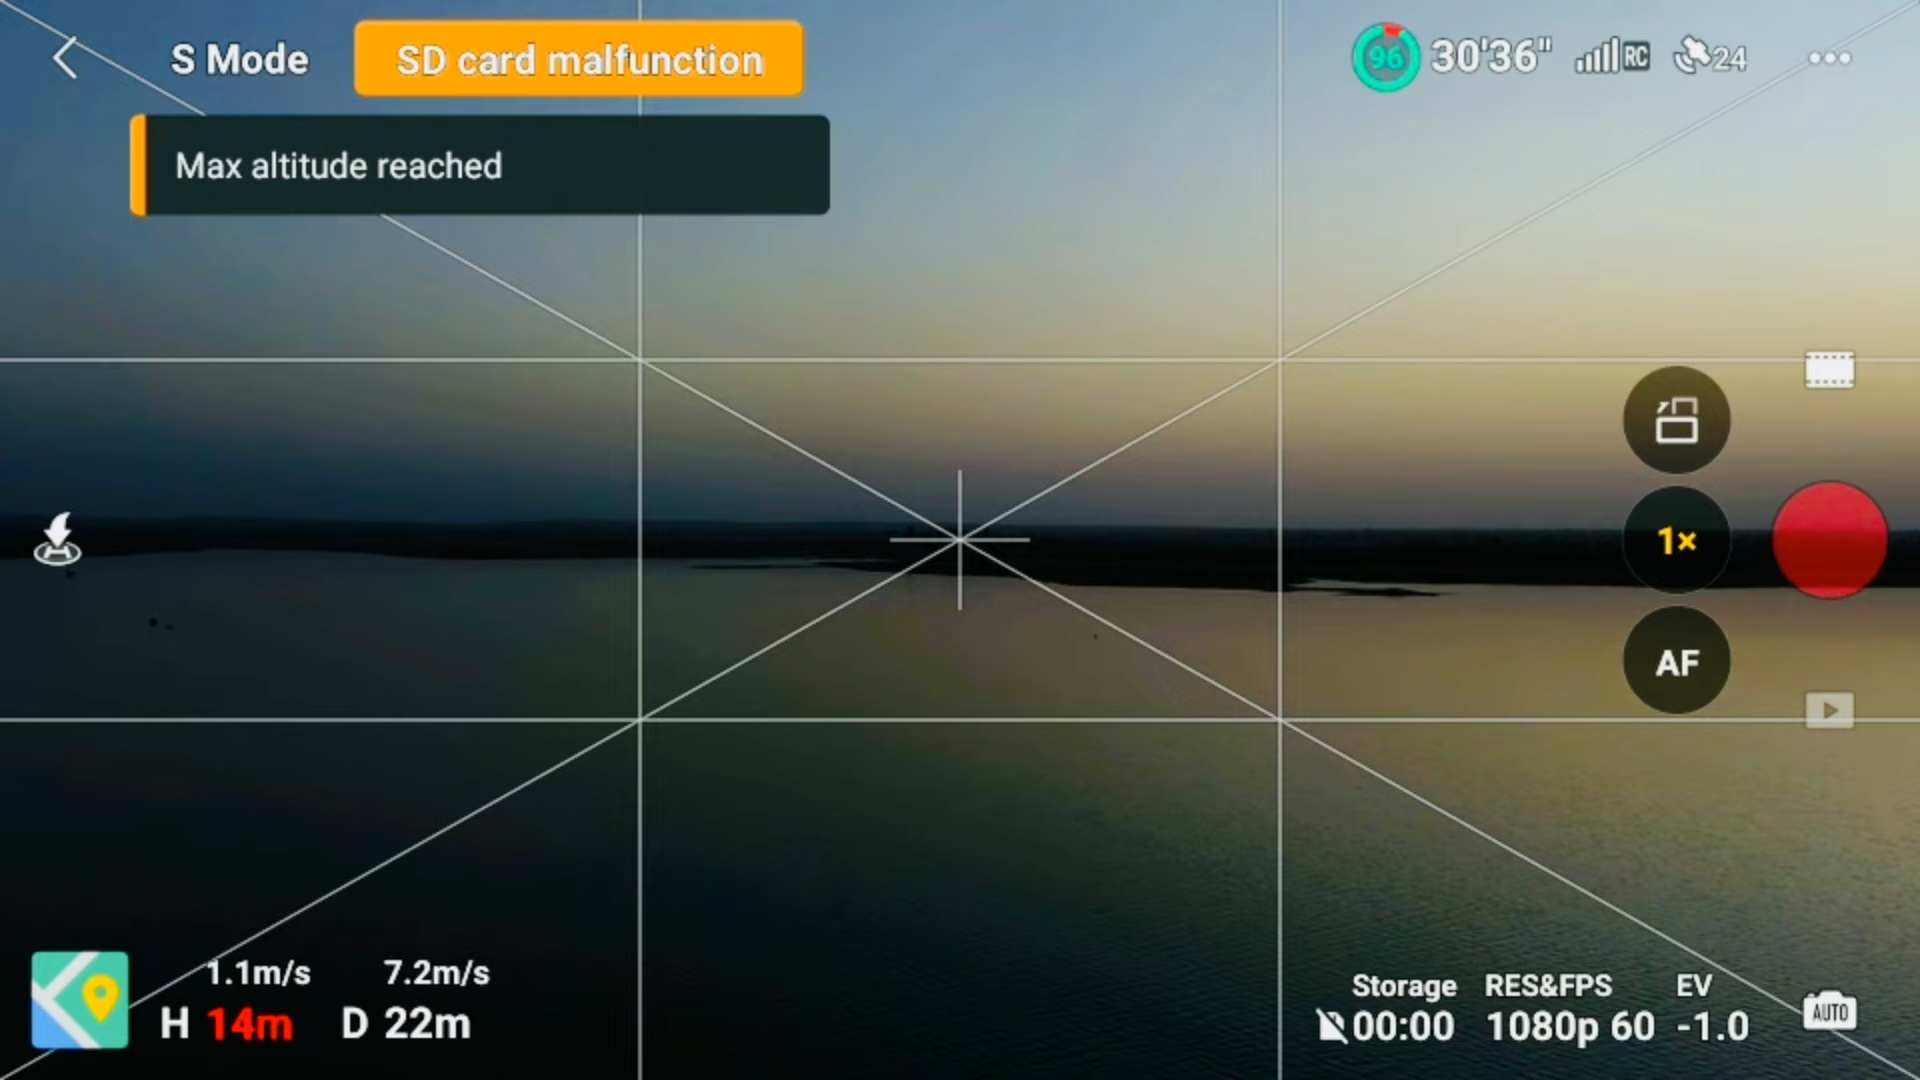 S Mode
SD card malfunction
96
30'36"
RC
24
Max altitude reached
1×
AF
1.1m/s
7.2m/s
H 14m
D 22m
Storage
RES&FPS
EV
00:00
1080p 60
-1.0
AUTO